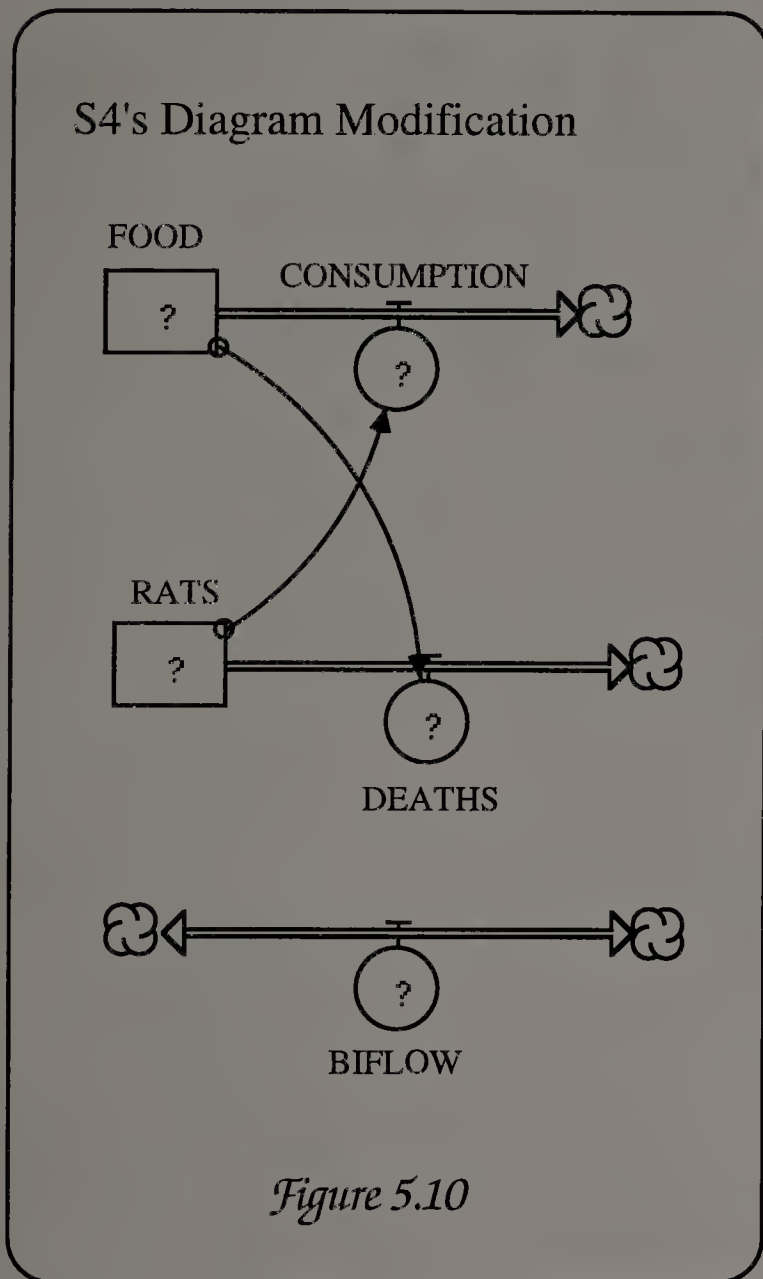 S4's Diagram Modification
FOOD
CONSUMPTION
?
?
RATS
?
?
DEATHS
?
BIFLOW
Figure 5.10